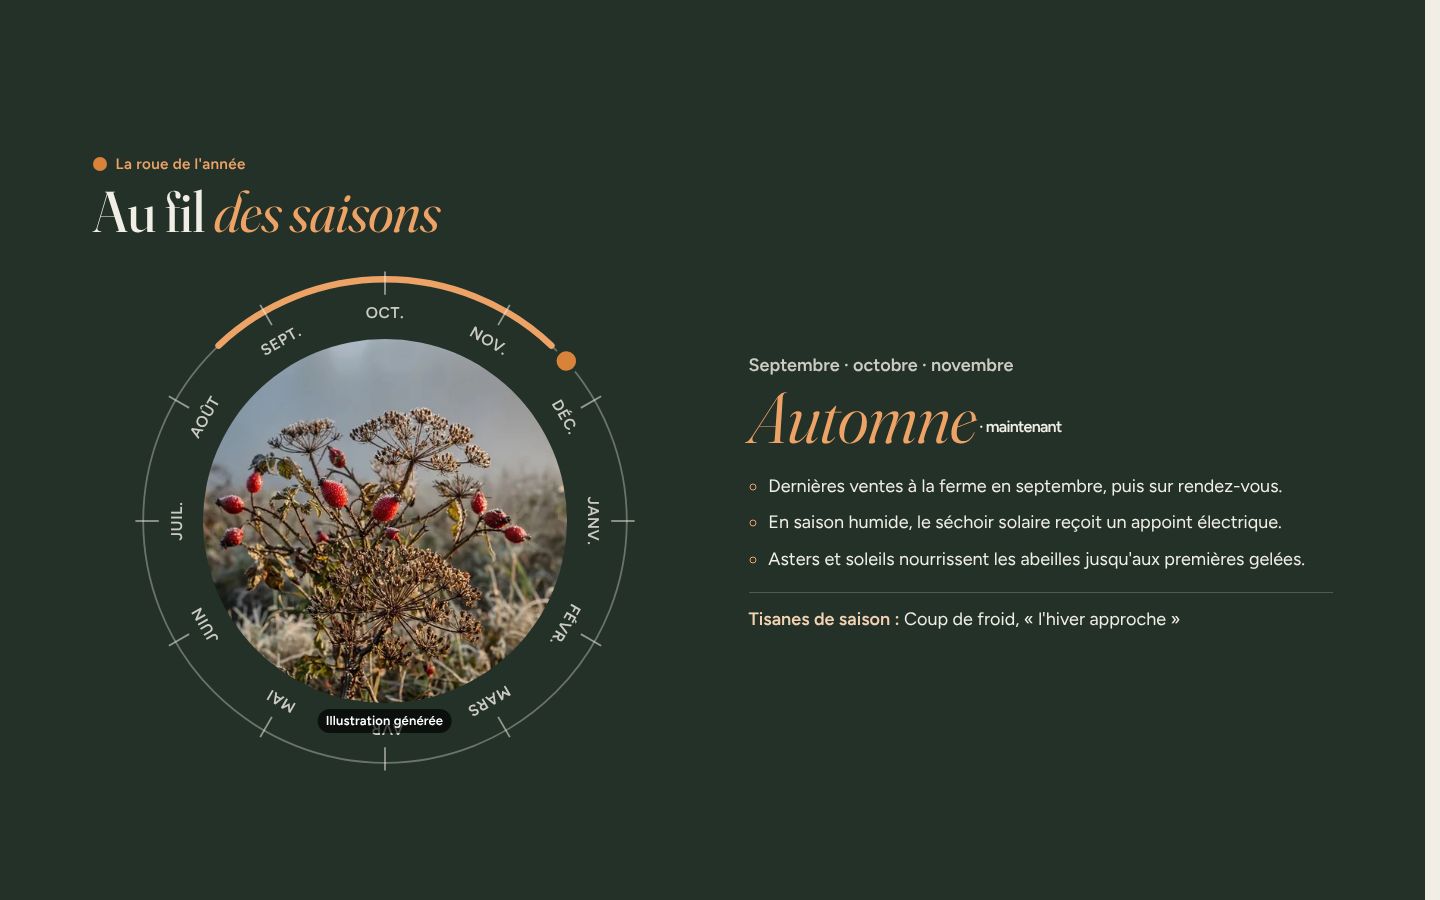 La roue de l'année
Au fil des saisons
OCT.
NOV.
DÉC.
JANV.
FÉVR.
MARS
MAI
JUIN
JUIL.
AOÛT
SEPT.
Illustration générée
Septembre · octobre · novembre
Automne · maintenant
Dernières ventes à la ferme en septembre, puis sur rendez-vous.
En saison humide, le séchoir solaire reçoit un appoint électrique.
Asters et soleils nourrissent les abeilles jusqu'aux premières gelées.
Tisanes de saison : Coup de froid, « l'hiver approche »